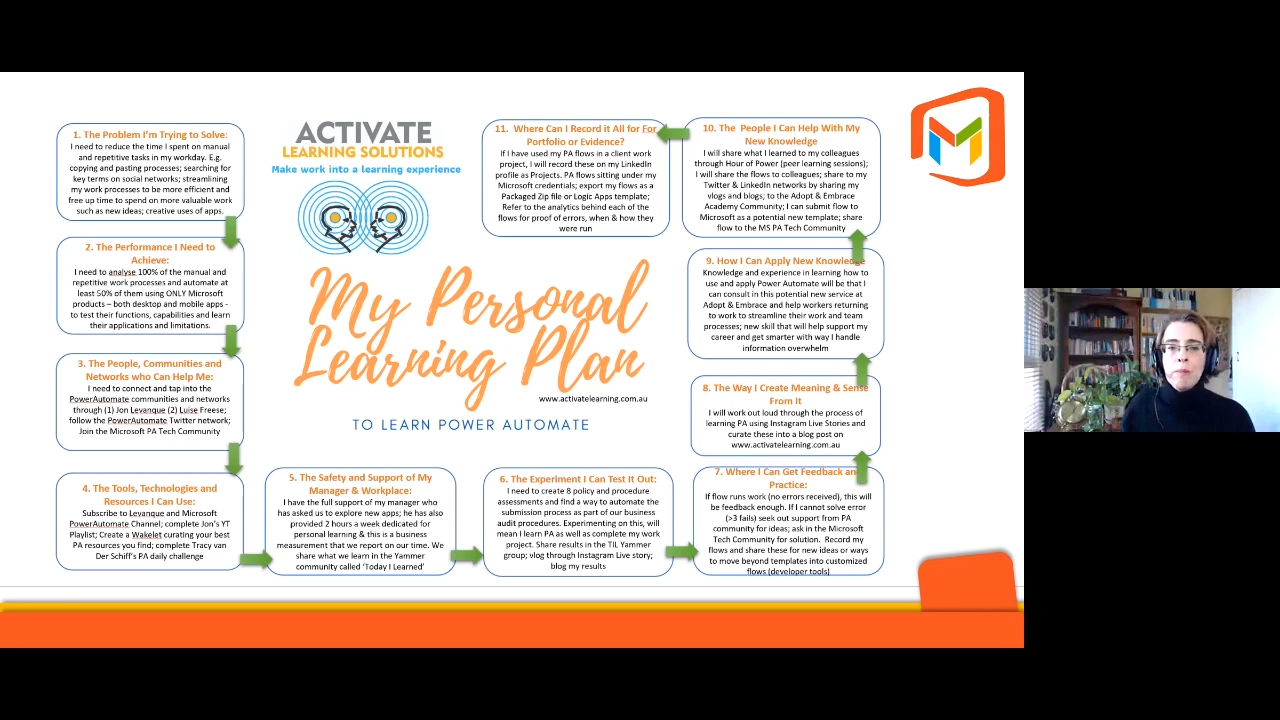 ACTIVATE
LEARNING SOLUTIONS
Make work into a learning experience
My Personal
Learning Plan
www.activatelearning.com.au
TO LEARN POWER AUTOMATE
1. The Problem I'm Trying to Solve:
I need to reduce the time I spent on manual
and repetitive tasks in my workday. E.g.
copying and pasting processes; searching for
key terms on social networks; streamlining
my work processes to be more efficient and
free up time to spend on more valuable work
such as new ideas; creative uses of apps.
2. The Performance I Need to
Achieve:
I need to analyse 100% of the manual and
repetitive work processes and automate at
least 50% of them using ONLY Microsoft
products – both desktop and mobile apps -
to test their functions, capabilities and learn
their applications and limitations.
3. The People, Communities and
Networks who Can Help Me:
I need to connect and tap into the
PowerAutomate communities and networks
through (1) Jon Levanque (2) Luise Freese;
follow the PowerAutomate Twitter network;
Join the Microsoft PA Tech Community
4. The Tools, Technologies and
Resources I Can Use:
Subscribe to Levanque and Microsoft
PowerAutomate Channel; complete Jon's YT
Playlist; Create a Wakelet curating your best
PA resources you find; complete Tracy van
Der Schiff's PA daily challenge
5. The Safety and Support of My
Manager & Workplace:
I have the full support of my manager who
has asked us to explore new apps; he has also
provided 2 hours a week dedicated for
personal learning & this is a business
measurement that we report on our time. We
share what we learn in the Yammer
community called 'Today I Learned'
6. The Experiment I Can Test It Out:
I need to create 8 policy and procedure
assessments and find a way to automate the
submission process as part of our business
audit procedures. Experimenting on this, will
mean I learn PA as well as complete my work
project. Share results in the TIL Yammer
group; vlog through Instagram Live story;
blog my results
7. Where I Can Get Feedback and
Practice:
If flow runs work (no errors received), this will
be feedback enough. If I cannot solve error
(>3 fails) seek out support from PA
community for ideas; ask in the Microsoft
Tech Community for solution. Record my
flows and share these for new ideas or ways
to move beyond templates into customized
flows (developer tools)
8. The Way I Create Meaning & Sense
From It
I will work out loud through the process of
learning PA using Instagram Live Stories and
curate these into a blog post on
www.activatelearning.com.au
9. How I Can Apply New Knowledge
Knowledge and experience in learning how to
use and apply Power Automate will be that I
can consult in this potential new service at
Adopt & Embrace and help workers returning
to work to streamline their work and team
processes; new skill that will help support my
career and get smarter with way I handle
information overwhelm
10. The People I Can Help With My
New Knowledge
I will share what I learned to my colleagues
through Hour of Power (peer learning sessions);
I will share the flows to colleagues; share to my
Twitter & LinkedIn networks by sharing my
vlogs and blogs; to the Adopt & Embrace
Academy Community; I can submit flow to
Microsoft as a potential new template; share
flow to the MS PA Tech Community
11. Where Can I Record it All for For
Portfolio or Evidence?
If I have used my PA flows in a client work
project, I will record these on my LinkedIn
profile as Projects. PA flows sitting under my
Microsoft credentials; export my flows as a
Packaged Zip file or Logic Apps template;
Refer to the analytics behind each of the
flows for proof of errors, when & how they
were run